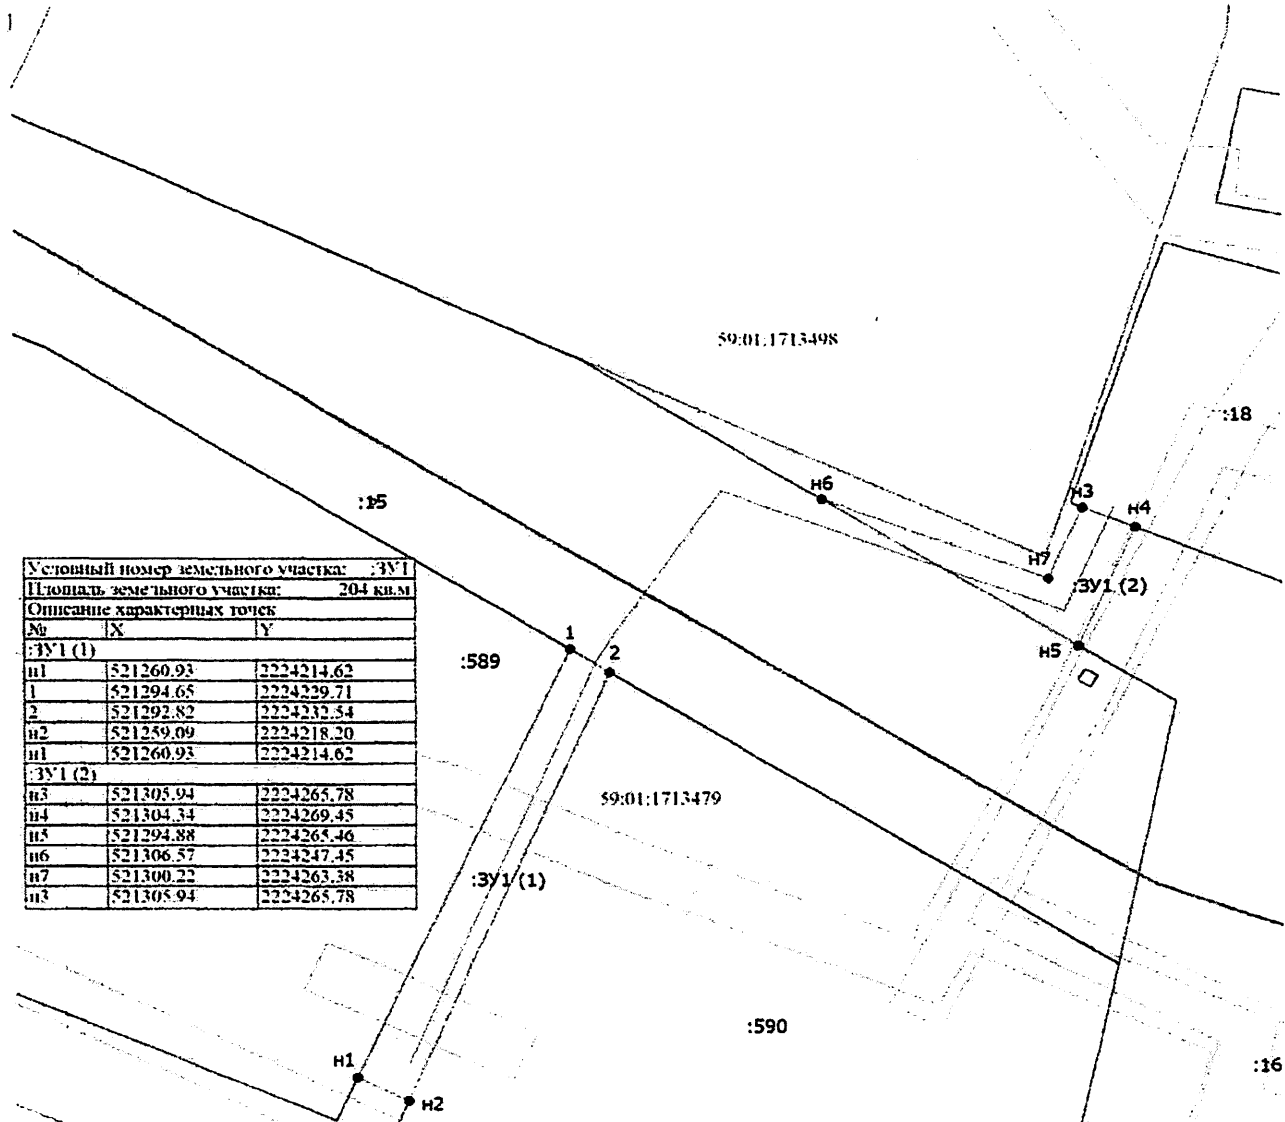 59:01:1713498
:18
н6
н3
н4
:15
н7
:ЗУ1 (2)
Условный номер земельного участка: :ЗУ1
Площадь земельного участка: 204 кв.м
Описание характерных точек
№ X Y
:ЗУ1 (1)
н1 521260.93 2224214.62
1 521294.65 2224229.71
2 521292.82 2224232.54
н2 521259.09 2224218.20
н1 521260.93 2224214.62
:ЗУ1 (2)
н3 521305.94 2224265.78
н4 521304.34 2224269.45
н5 521294.88 2224265.46
н6 521306.57 2224247.45
н7 521300.22 2224263.38
н3 521305.94 2224265.78
1
2
:589
н5
59:01:1713479
:ЗУ1 (1)
:590
н1
:16
н2